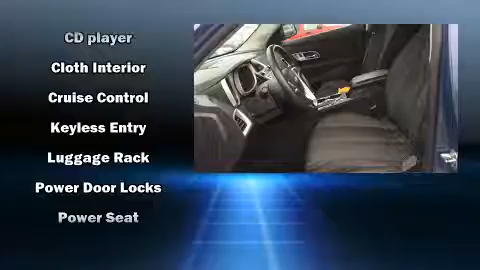 CD player
Cloth Interior
Cruise Control
Keyless Entry
Luggage Rack
Power Door Locks
Power Seat